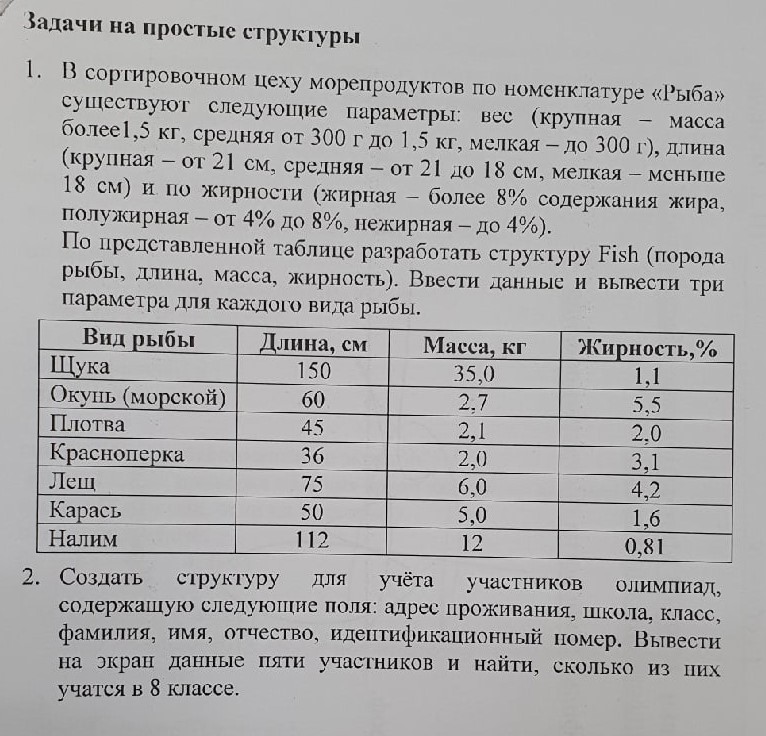 Задачи на простые структуры
1. В сортировочном цеху морепродуктов по номенклатуре «Рыба»
существуют следующие параметры: вес (крупная – масса
более1,5 кг, средняя от 300 г до 1,5 кг, мелкая – до 300 г), длина
(крупная – от 21 см, средняя – от 21 до 18 см, мелкая – меньше
18 см) и по жирности (жирная – более 8% содержания жира,
полужирная – от 4% до 8%, нежирная – до 4%).
По представленной таблице разработать структуру Fish (порода
рыбы, длина, масса, жирность). Ввести данные и вывести три
параметра для каждого вида рыбы.
Вид рыбы Длина, см Масса, кг Жирность,%
Щука 150 35,0 1,1
Окунь (морской) 60 2,7 5,5
Плотва 45 2,1 2,0
Красноперка 36 2,0 3,1
Лещ 75 6,0 4,2
Карась 50 5,0 1,6
Налим 112 12 0,81
2. Создать структуру для учёта участников олимпиад,
содержащую следующие поля: адрес проживания, школа, класс,
фамилия, имя, отчество, идентификационный номер. Вывести
на экран данные пяти участников и найти, сколько из них
учатся в 8 классе.